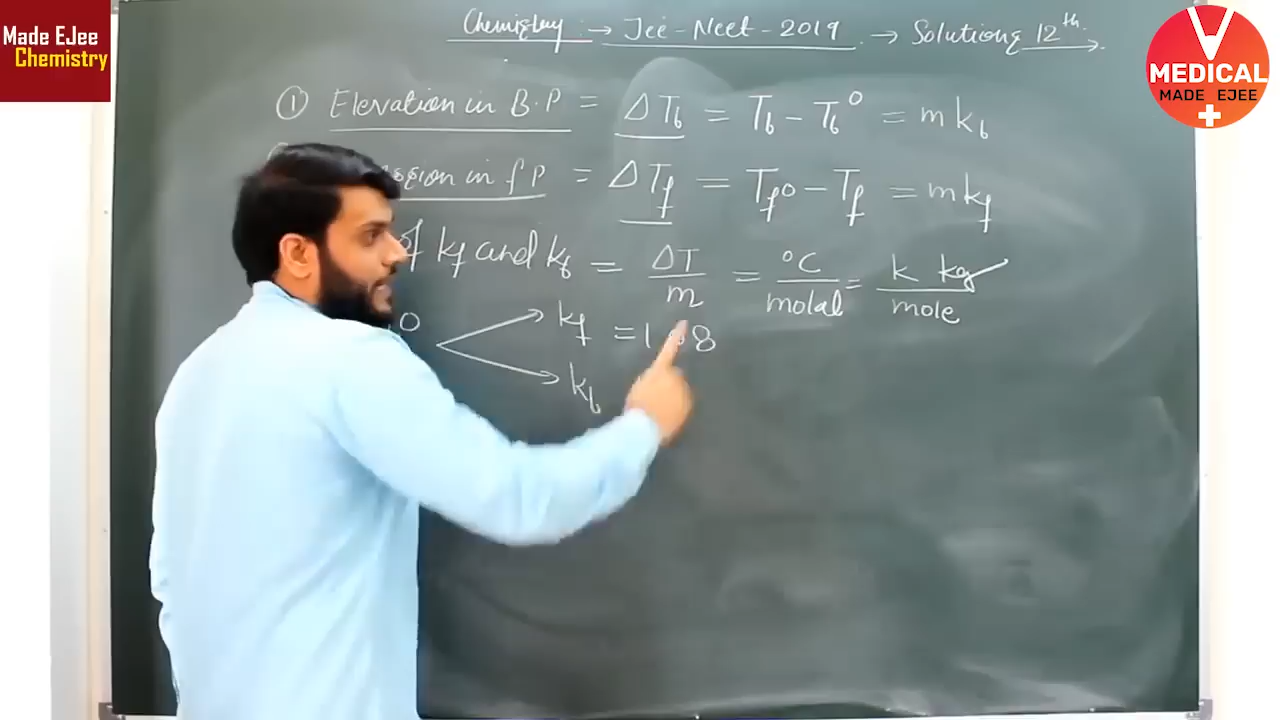 Made EJee
Chemistry
Chemistry → Jee-Neet-2019 → Solutions 12th.
V
MEDICAL
MADE EJEE
① Elevation in B.P = ΔTb = Tb - Tb° = m kb
in f P = ΔTf = Tf° - Tf = m kf
of kf and kb = ΔT/m = °C/molal = k kg/mole
kf = 1
kb